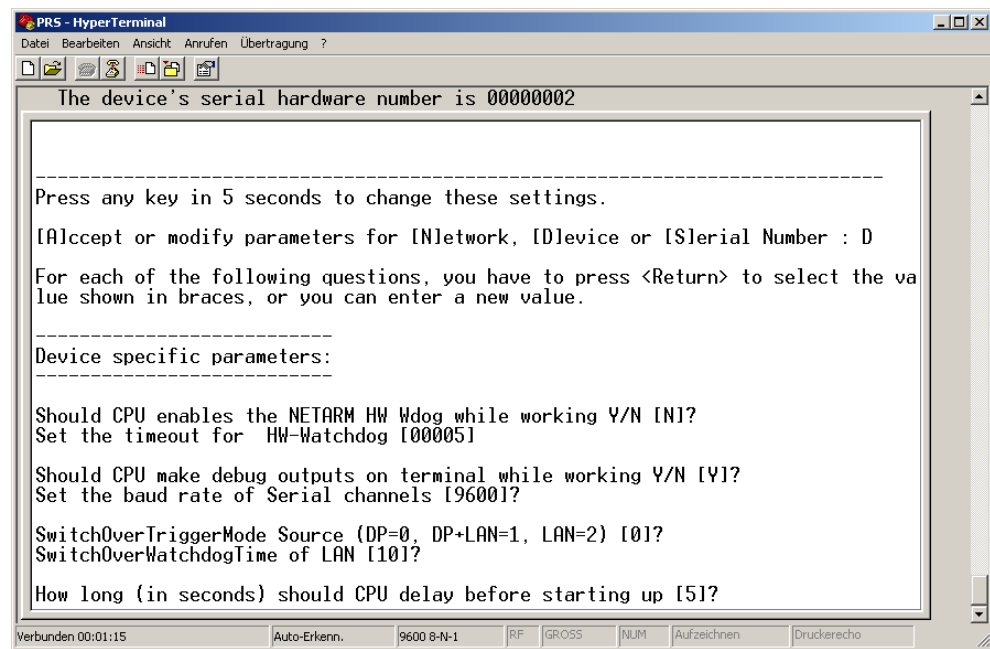 PRS - HyperTerminal
Datei Bearbeiten Ansicht Anrufen Übertragung ?
The device's serial hardware number is 00000002
------------------------------------------------------------------------------
Press any key in 5 seconds to change these settings.
[A]ccept or modify parameters for [N]etwork, [D]evice or [S]erial Number : D
For each of the following questions, you have to press <Return> to select the va
lue shown in braces, or you can enter a new value.
---------------------------
Device specific parameters:
---------------------------
Should CPU enables the NETARM HW Wdog while working Y/N [N]?
Set the timeout for  HW-Watchdog [00005]
Should CPU make debug outputs on terminal while working Y/N [Y]?
Set the baud rate of Serial channels [9600]?
SwitchOverTriggerMode Source (DP=0, DP+LAN=1, LAN=2) [0]?
SwitchOverWatchdogTime of LAN [10]?
How long (in seconds) should CPU delay before starting up [5]?
Verbunden 00:01:15 Auto-Erkenn. 9600 8-N-1 RF GROSS NUM Aufzeichnen Druckerecho